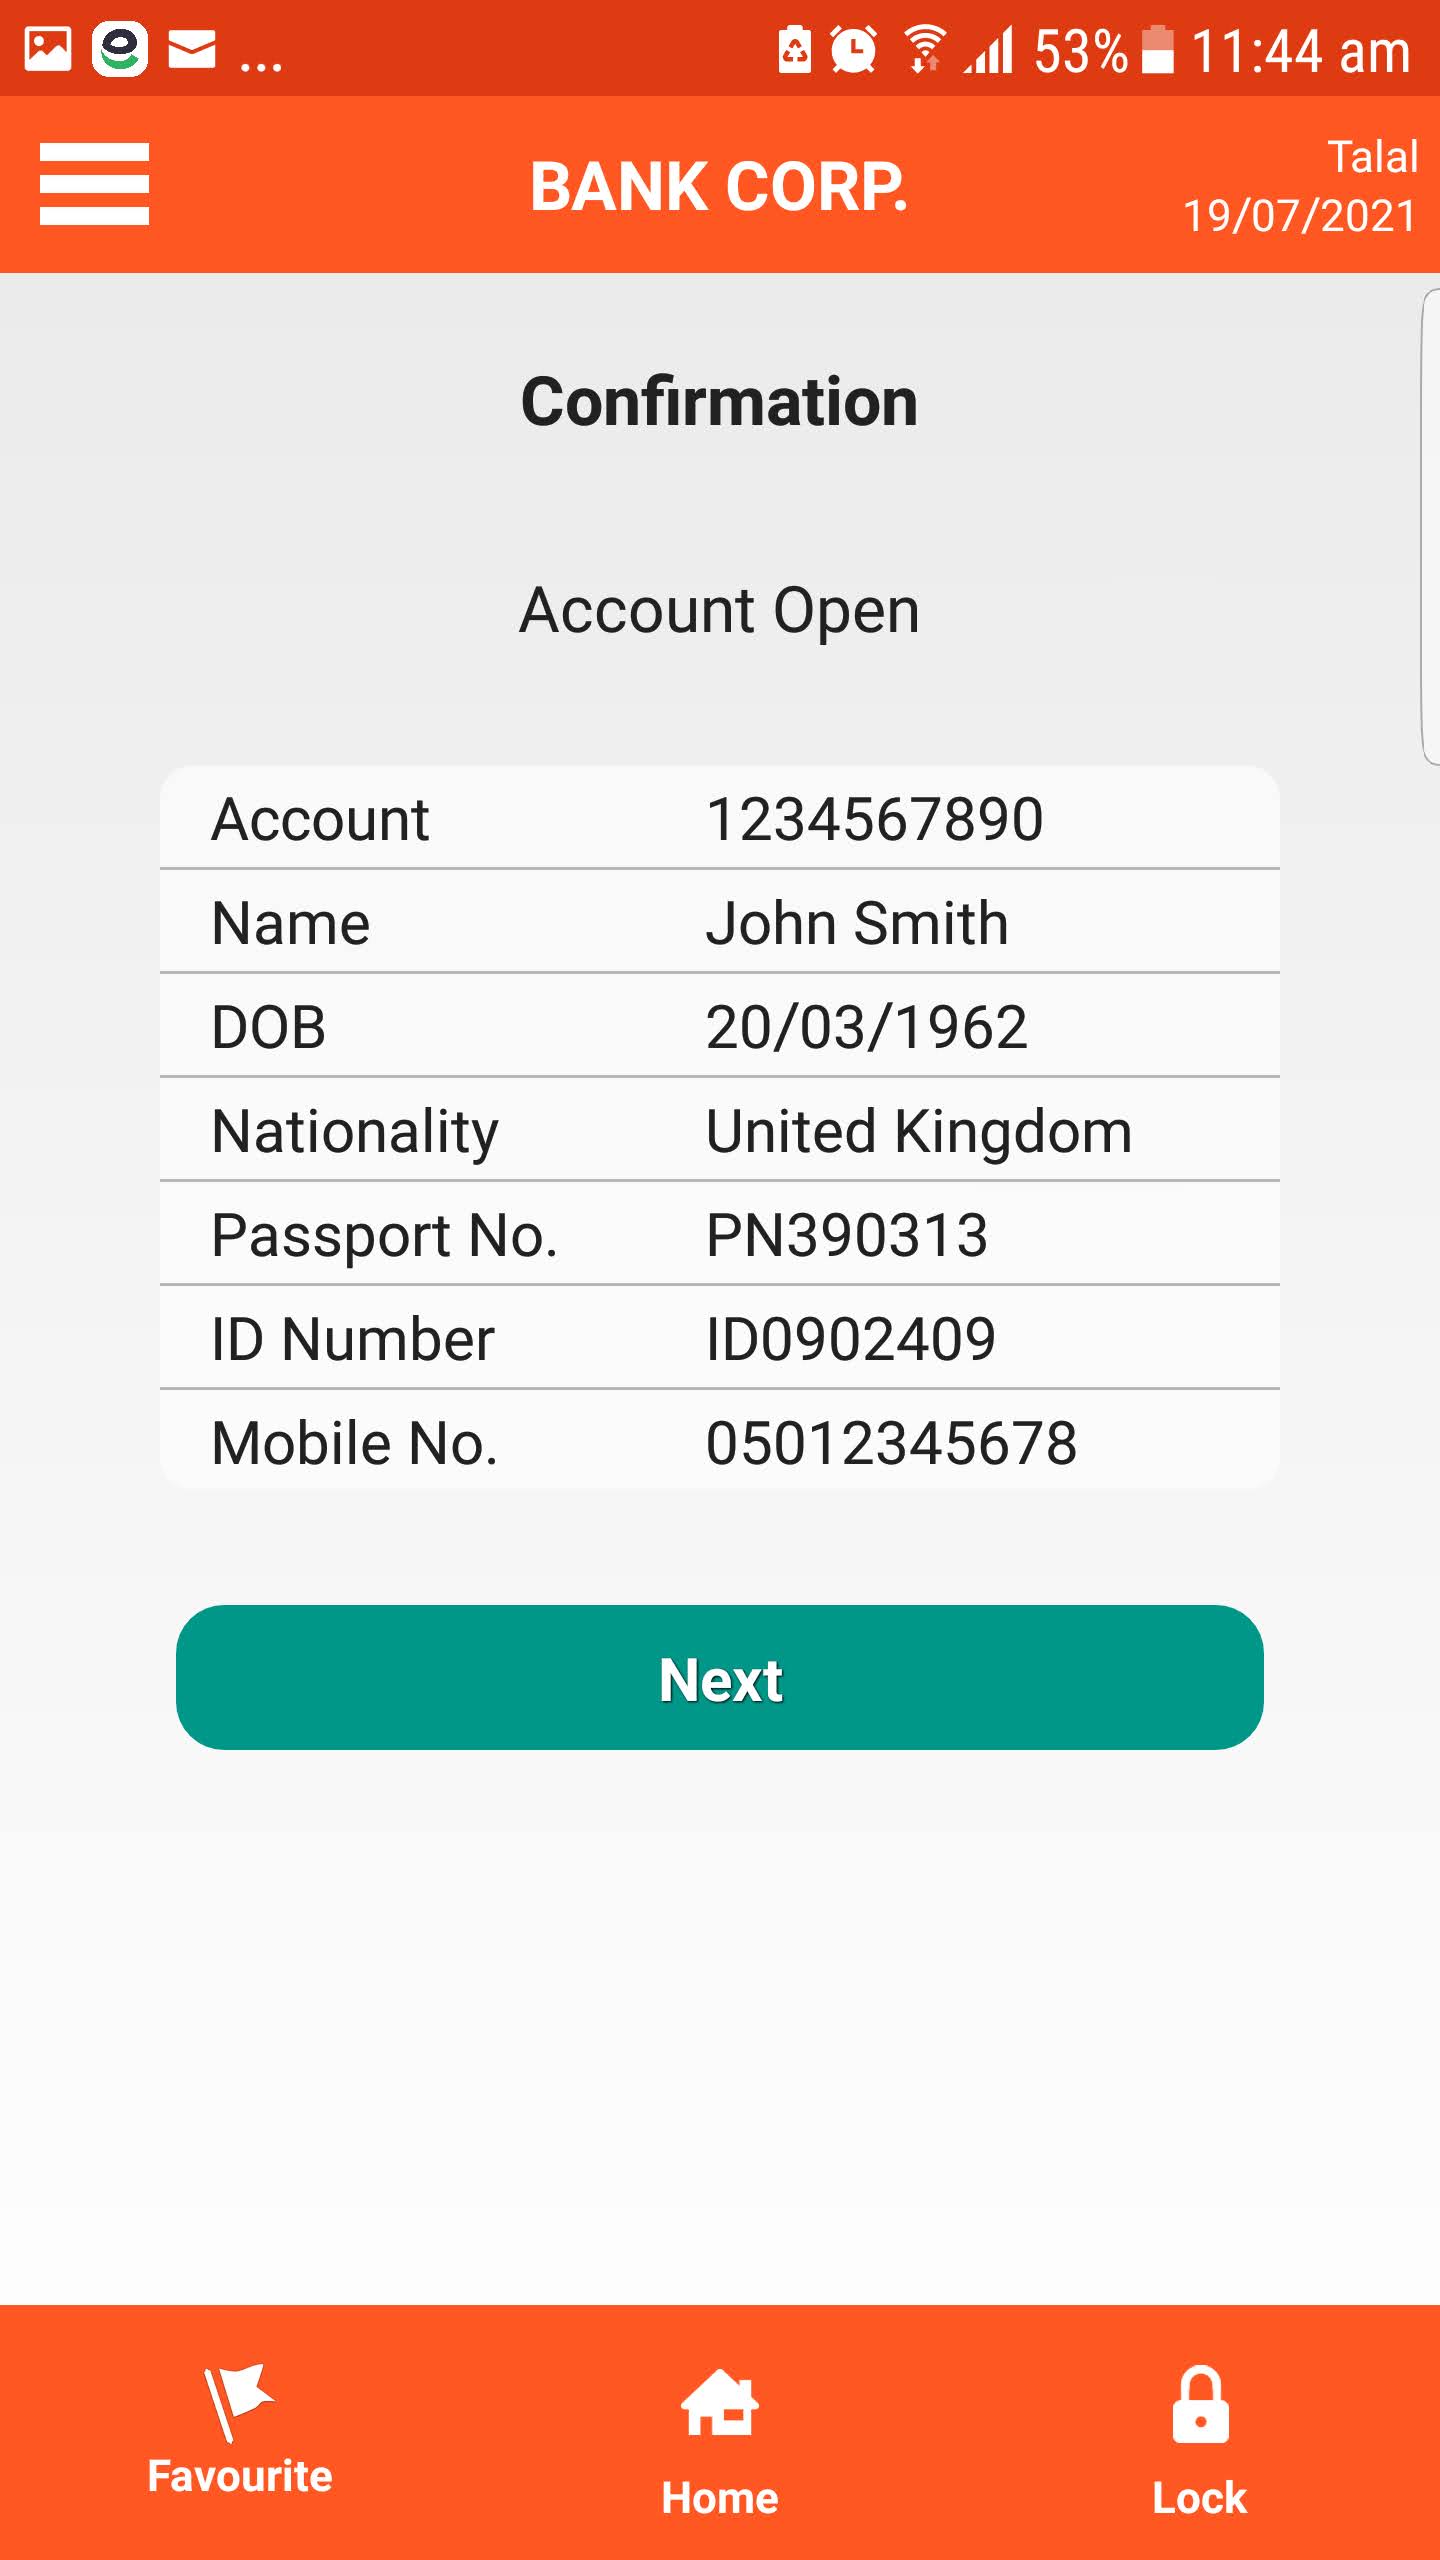 ... 53% 11:44 am
BANK CORP.
Talal
19/07/2021
Confirmation
Account Open
Account 1234567890
Name John Smith
DOB 20/03/1962
Nationality United Kingdom
Passport No. PN390313
ID Number ID0902409
Mobile No. 05012345678
Next
Favourite Home Lock